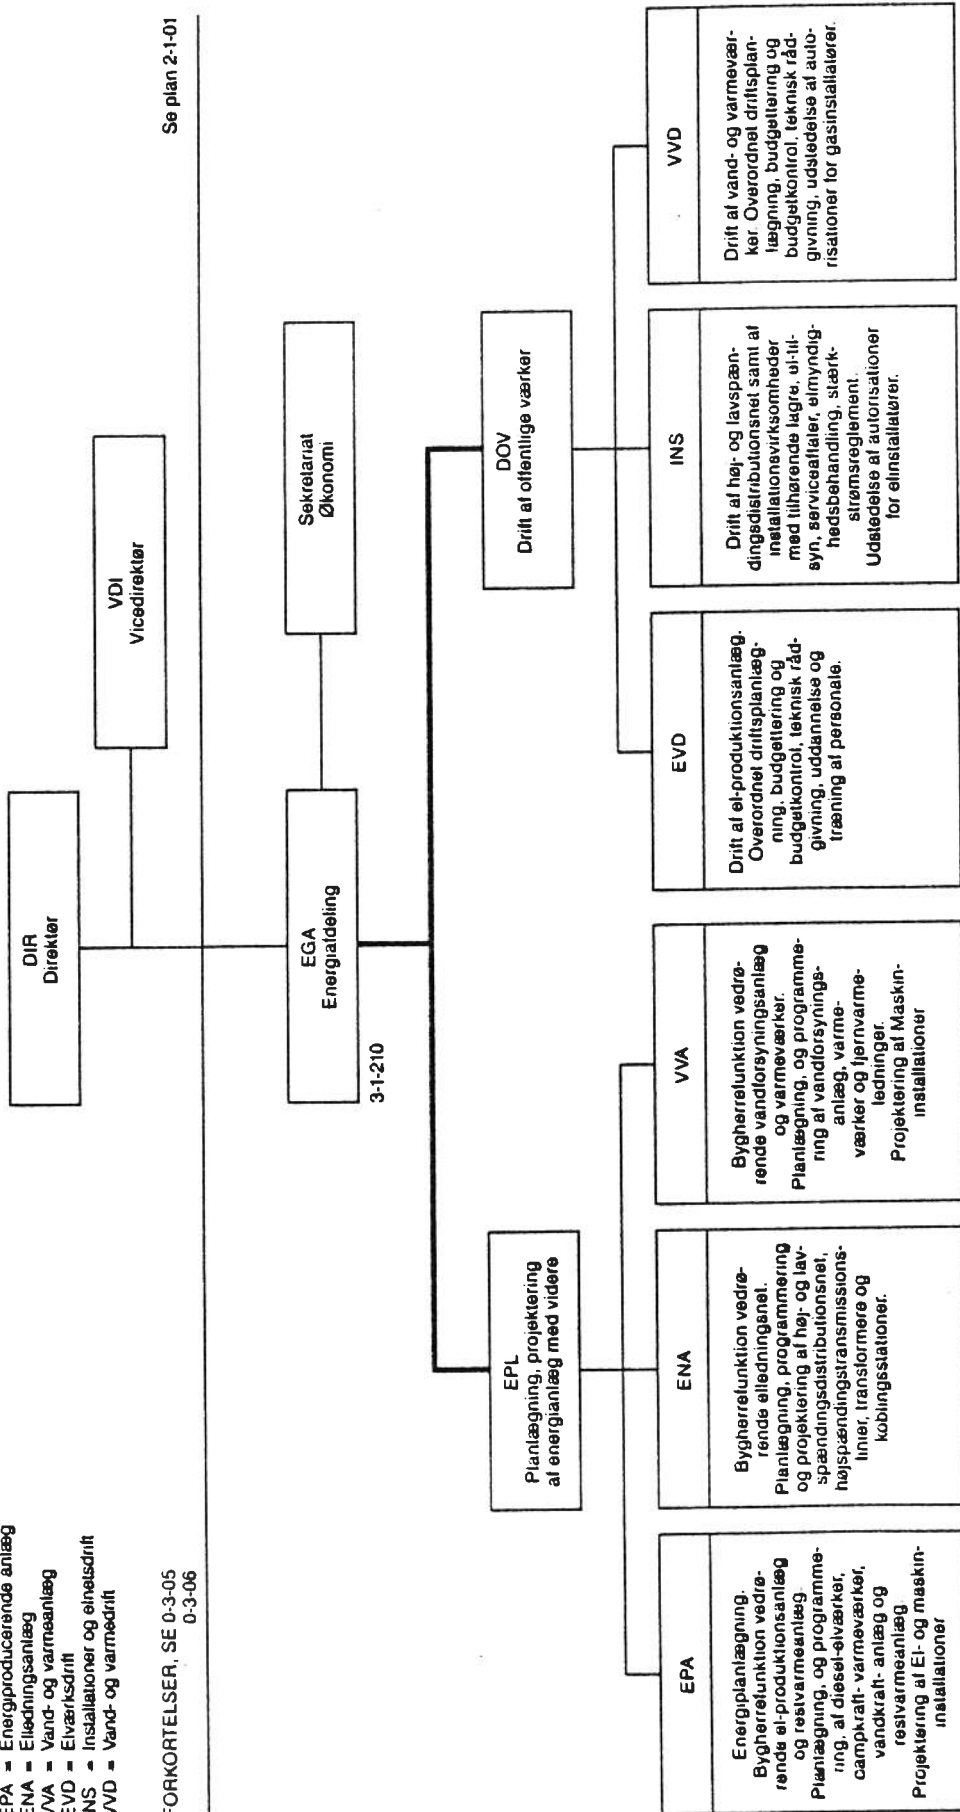 EPA = Energiproducerende anlæg
ENA = Elledningsanlæg
VVA = Vand- og varmeanlæg
EVD = Elværksdrift
INS = Installationer og elnetsdrift
VVD = Vand- og varmedrift
FORKORTELSER, SE 0-3-05
0-3-06
DIR
Direktør
VDI
Vicedirektør
Se plan 2-1-01
EGA
Energiafdeling
3-1-210
Sekretariat
Økonomi
EPL
Planlægning, projektering
af energianlæg med videre
DOV
Drift af offentlige værker
EPA
Energiplanlægning.
Bygherrefunktion vedrø-
rende el-produktionsanlæg
og restvarmeanlæg.
Planlægning, og programme-
ring, af diesel-elværker,
campkraft- varmeværker,
vandkraft- anlæg og
restvarmeanlæg
Projektering af El- og maskin-
installationer
ENA
Bygherrefunktion vedrø-
rende elledningsnet.
Planlægning, programmering
og projektering af høj- og lav-
spændingsdistributionsnet,
højspændingstransmissions-
linier, transformere og
koblingsstationer.
VVA
Bygherrefunktion vedrø-
rende vandforsyningsanlæg
og varmeværker.
Planlægning, og programme-
ring af vandforsynings-
anlæg, varme-
værker og fjernvarme-
ledninger.
Projektering af Maskin-
installationer
EVD
Drift af el-produktionsanlæg.
Overordnet driftsplanlæg-
ning, budgettering og
budgetkontrol, teknisk råd-
givning, uddannelse og
træning af personale.
INS
Drift af høj- og lavspæn-
dingsdistributionsnet samt af
installationsvirksomheder
med tilhørende lagre, el-til-
syn, serviceaftaler, elmyndig-
hedsbehandling, stærk-
strømsreglement.
Udstedelse af autorisationer
for elinstallatører.
VVD
Drift af vand- og varmevær-
ker. Overordnet driftsplan-
lægning, budgettering og
budgetkontrol, teknisk råd-
givning, udstedelse af auto-
risationer for gasinstallatører.